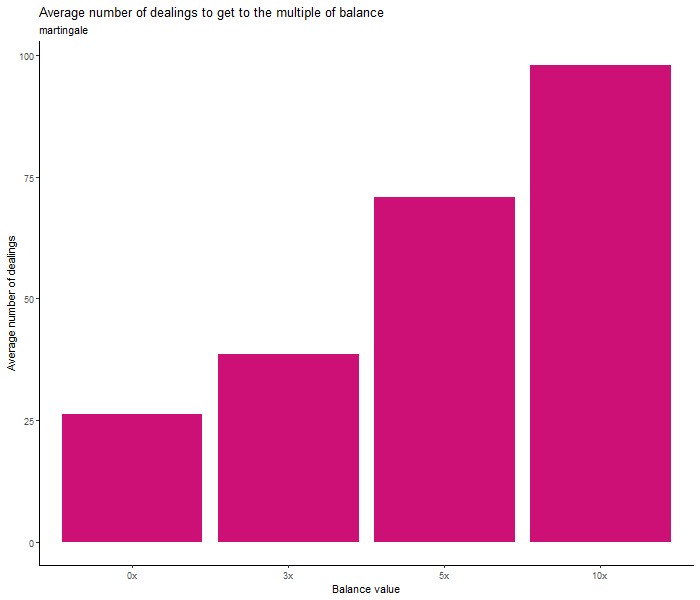 Average number of dealings to get to the multiple of balance
martingale
100
75
50
25
0
Average number of dealings
0x
3x
5x
10x
Balance value